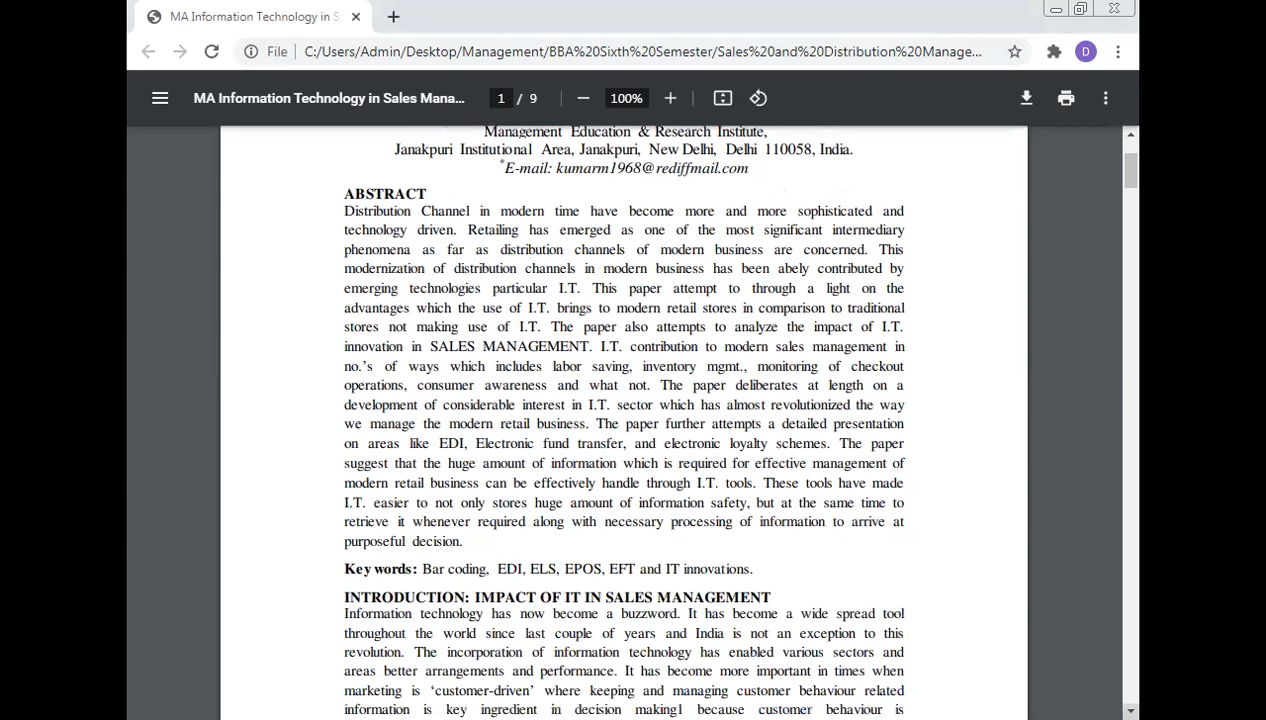 MA Information Technology in S
File C:/Users/Admin/Desktop/Management/BBA%20Sixth%20Semester/Sales%20and%20Distribution%20Manage...
D
MA Information Technology in Sales Mana... 1 / 9 100%
Management Education & Research Institute,
Janakpuri Institutional Area, Janakpuri, New Delhi, Delhi 110058, India.
*E-mail: kumarm1968@rediffmail.com
ABSTRACT
Distribution Channel in modern time have become more and more sophisticated and
technology driven. Retailing has emerged as one of the most significant intermediary
phenomena as far as distribution channels of modern business are concerned. This
modernization of distribution channels in modern business has been abely contributed by
emerging technologies particular I.T. This paper attempt to through a light on the
advantages which the use of I.T. brings to modern retail stores in comparison to traditional
stores not making use of I.T. The paper also attempts to analyze the impact of I.T.
innovation in SALES MANAGEMENT. I.T. contribution to modern sales management in
no.'s of ways which includes labor saving, inventory mgmt., monitoring of checkout
operations, consumer awareness and what not. The paper deliberates at length on a
development of considerable interest in I.T. sector which has almost revolutionized the way
we manage the modern retail business. The paper further attempts a detailed presentation
on areas like EDI, Electronic fund transfer, and electronic loyalty schemes. The paper
suggest that the huge amount of information which is required for effective management of
modern retail business can be effectively handle through I.T. tools. These tools have made
I.T. easier to not only stores huge amount of information safety, but at the same time to
retrieve it whenever required along with necessary processing of information to arrive at
purposeful decision.
Key words: Bar coding, EDI, ELS, EPOS, EFT and IT innovations.
INTRODUCTION: IMPACT OF IT IN SALES MANAGEMENT
Information technology has now become a buzzword. It has become a wide spread tool
throughout the world since last couple of years and India is not an exception to this
revolution. The incorporation of information technology has enabled various sectors and
areas better arrangements and performance. It has become more important in times when
marketing is ‘customer-driven’ where keeping and managing customer behaviour related
information is key ingredient in decision making1 because customer behaviour is